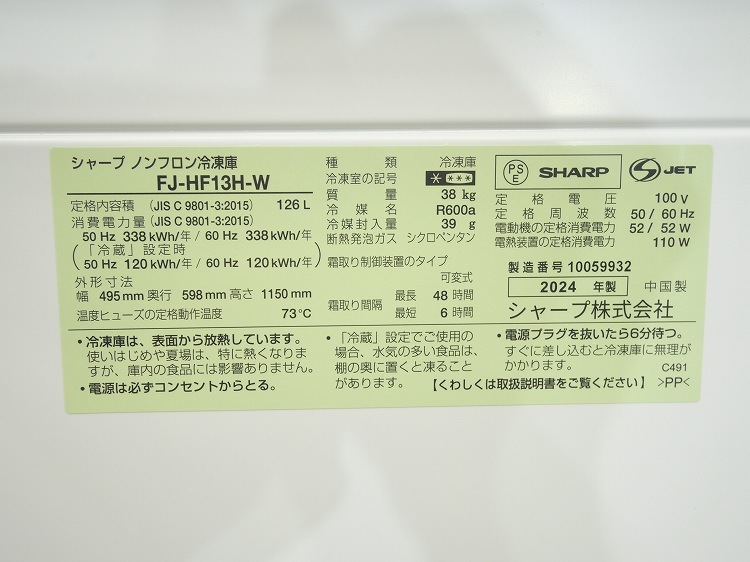 シャープ ノンフロン冷凍庫
FJ-HF13H-W
定格内容積 (JIS C 9801-3:2015) 126 L
消費電力量 (JIS C 9801-3:2015)
50 Hz 338 kWh/年 / 60 Hz 338 kWh/年
「冷蔵」設定時
(50 Hz 120 kWh/年 / 60 Hz 120 kWh/年)
外形寸法
幅 495 mm 奥行 598 mm 高さ 1150 mm
温度ヒューズの定格動作温度 73℃
種類 冷凍庫
冷凍室の記号 * ***
質量 38 kg
冷媒名 R600a
冷媒封入量 39 g
断熱発泡ガス シクロペンタン
霜取り制御装置のタイプ
可変式
霜取り間隔 最長 48 時間
最短 6 時間
PS E SHARP S JET
定格電圧 100 V
定格周波数 50 / 60 Hz
電動機の定格消費電力 52 / 52 W
電熱装置の定格消費電力 110 W
製造番号 10059932
2024 年製 中国製
シャープ株式会社
・冷凍庫は、表面から放熱しています。
使いはじめや夏場は、特に熱くなりま
すが、庫内の食品には影響ありません。
・電源は必ずコンセントからとる。
・「冷蔵」設定でご使用の
場合、水気の多い食品は、
棚の奥に置くと凍ること
があります。
・電源プラグを抜いたら6分待つ。
すぐに差し込むと冷凍庫に無理が
かかります。 C491
【くわしくは取扱説明書をご覧ください】 >PP<